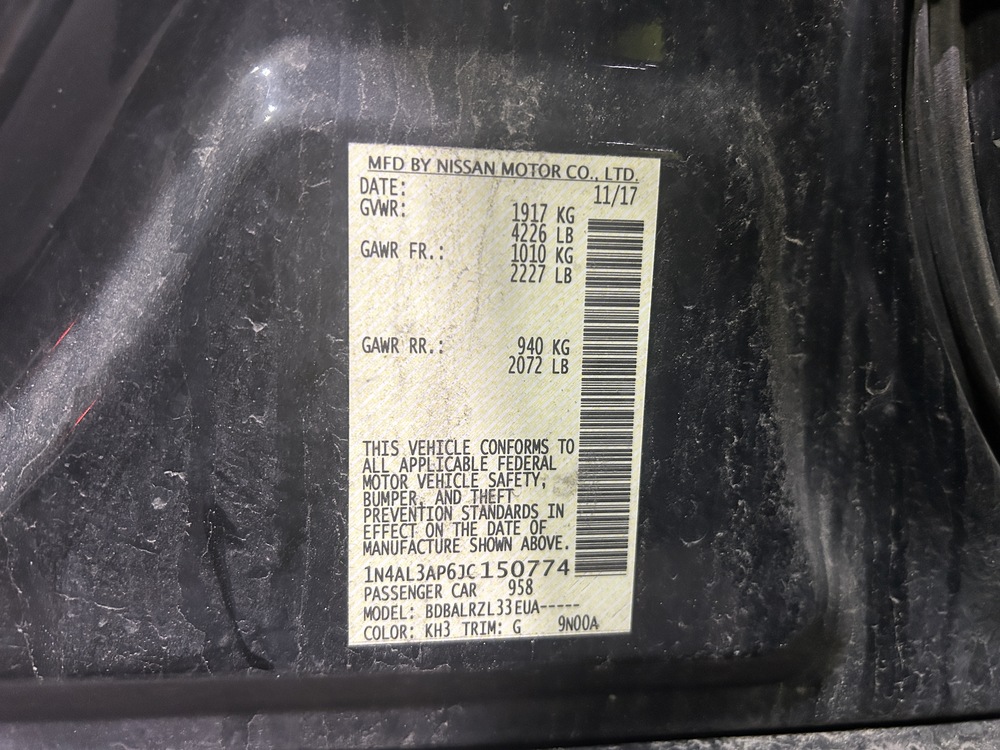 MFD BY NISSAN MOTOR CO., LTD.
DATE: 11/17
GVWR: 1917 KG
4226 LB
GAWR FR.: 1010 KG
2227 LB
GAWR RR.: 940 KG
2072 LB
THIS VEHICLE CONFORMS TO
ALL APPLICABLE FEDERAL
MOTOR VEHICLE SAFETY,
BUMPER, AND THEFT
PREVENTION STANDARDS IN
EFFECT ON THE DATE OF
MANUFACTURE SHOWN ABOVE.
1N4AL3AP6JC150774
PASSENGER CAR 958
MODEL: BDBALRZL33EUA-----
COLOR: KH3 TRIM: G 9N00A